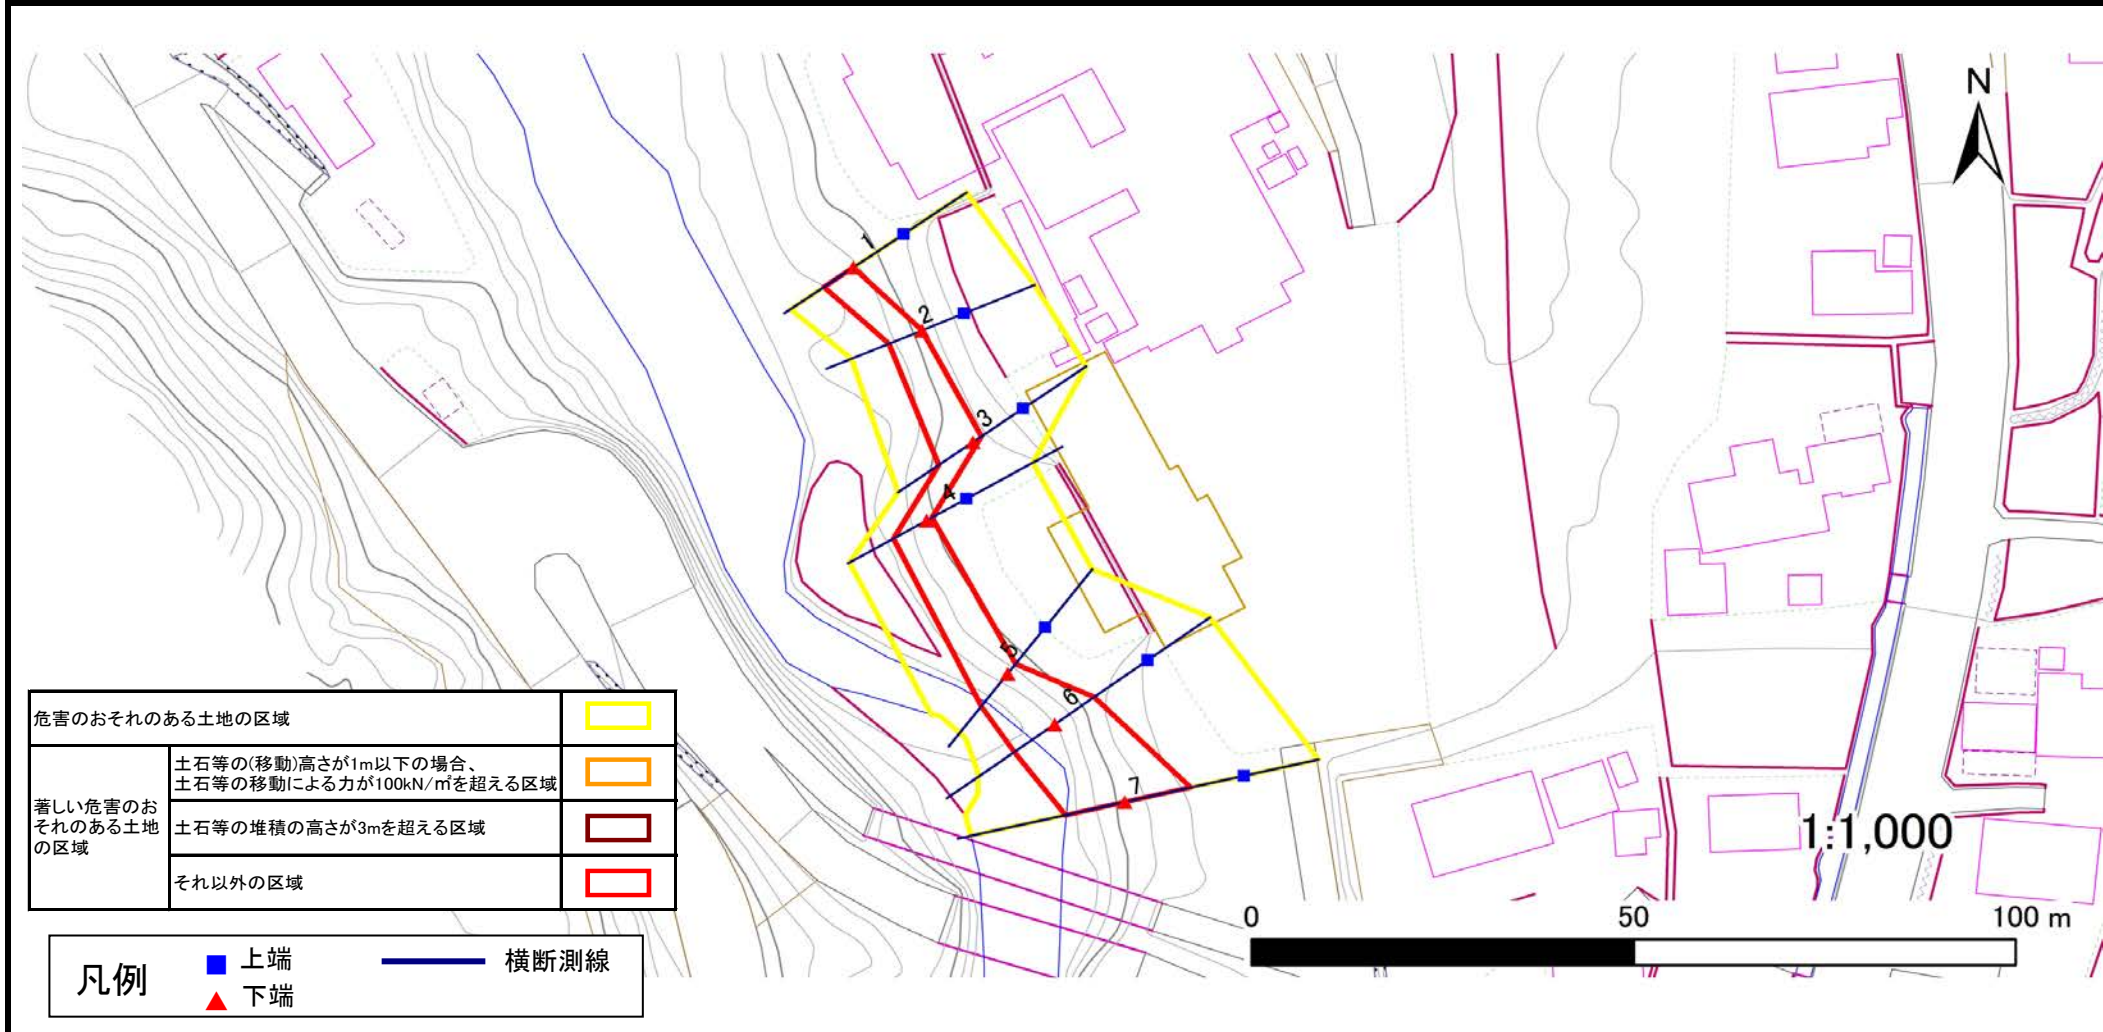 N
1
2
3
4
5
6
7
危害のおそれのある土地の区域
著しい危害のお
それのある土地
の区域
土石等の(移動)高さが1m以下の場合、
土石等の移動による力が100kN/㎡を超える区域
土石等の堆積の高さが3mを超える区域
それ以外の区域
1:1,000
0 50 100 m
凡例
上端
下端
横断測線